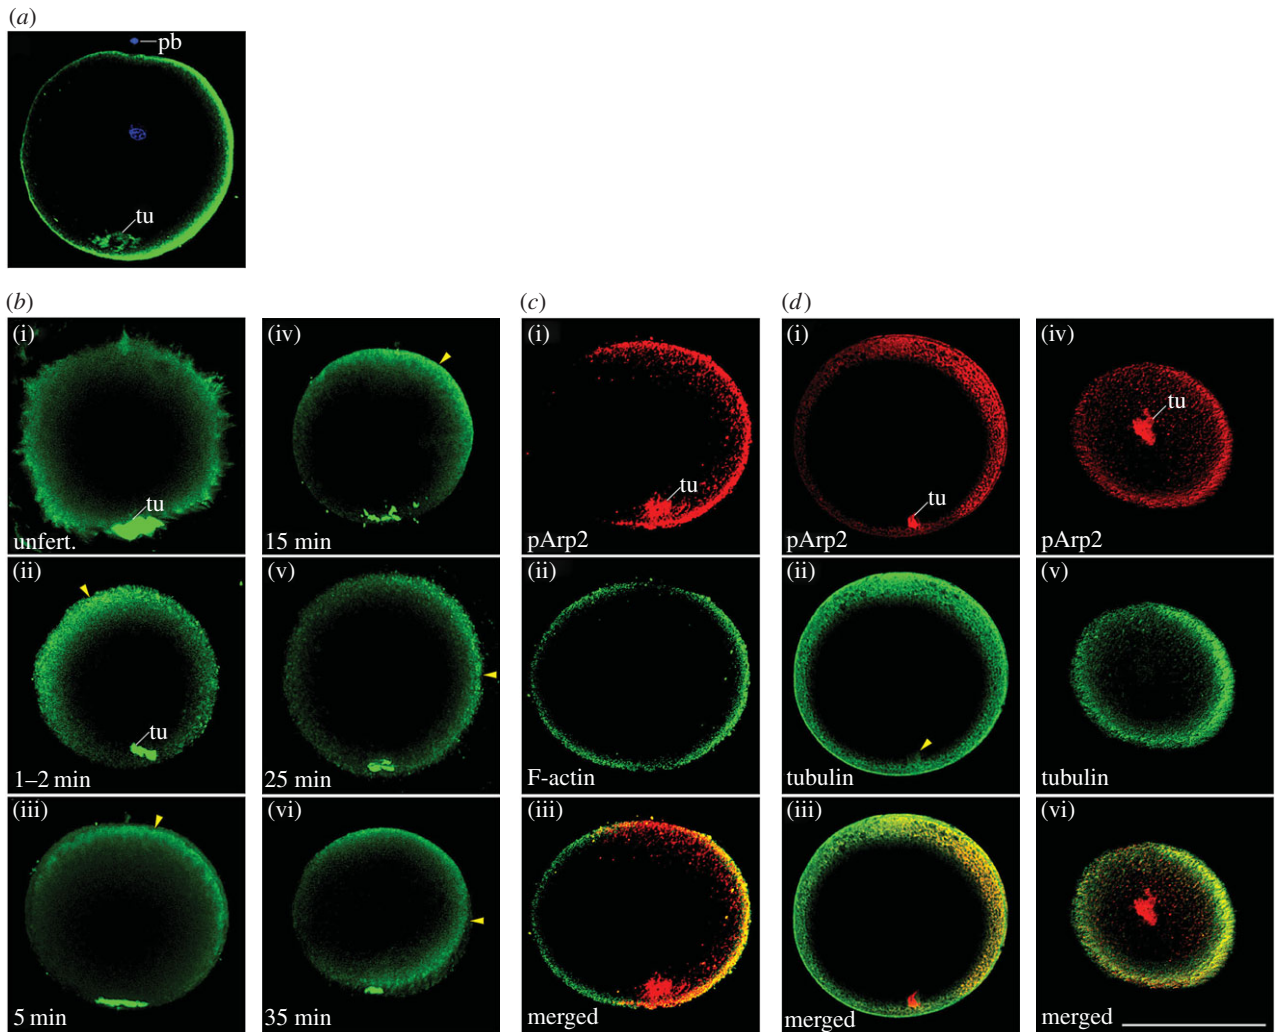 (a)
pb
tu
(b)
(i)
tu
unfert.
(iv)
15 min
(ii)
tu
1–2 min
(v)
25 min
(iii)
5 min
(vi)
35 min
(c)
(i)
tu
pArp2
(ii)
F-actin
(iii)
merged
(d)
(i)
tu
pArp2
(iv)
tu
pArp2
(ii)
tubulin
(v)
tubulin
(iii)
merged
(vi)
merged